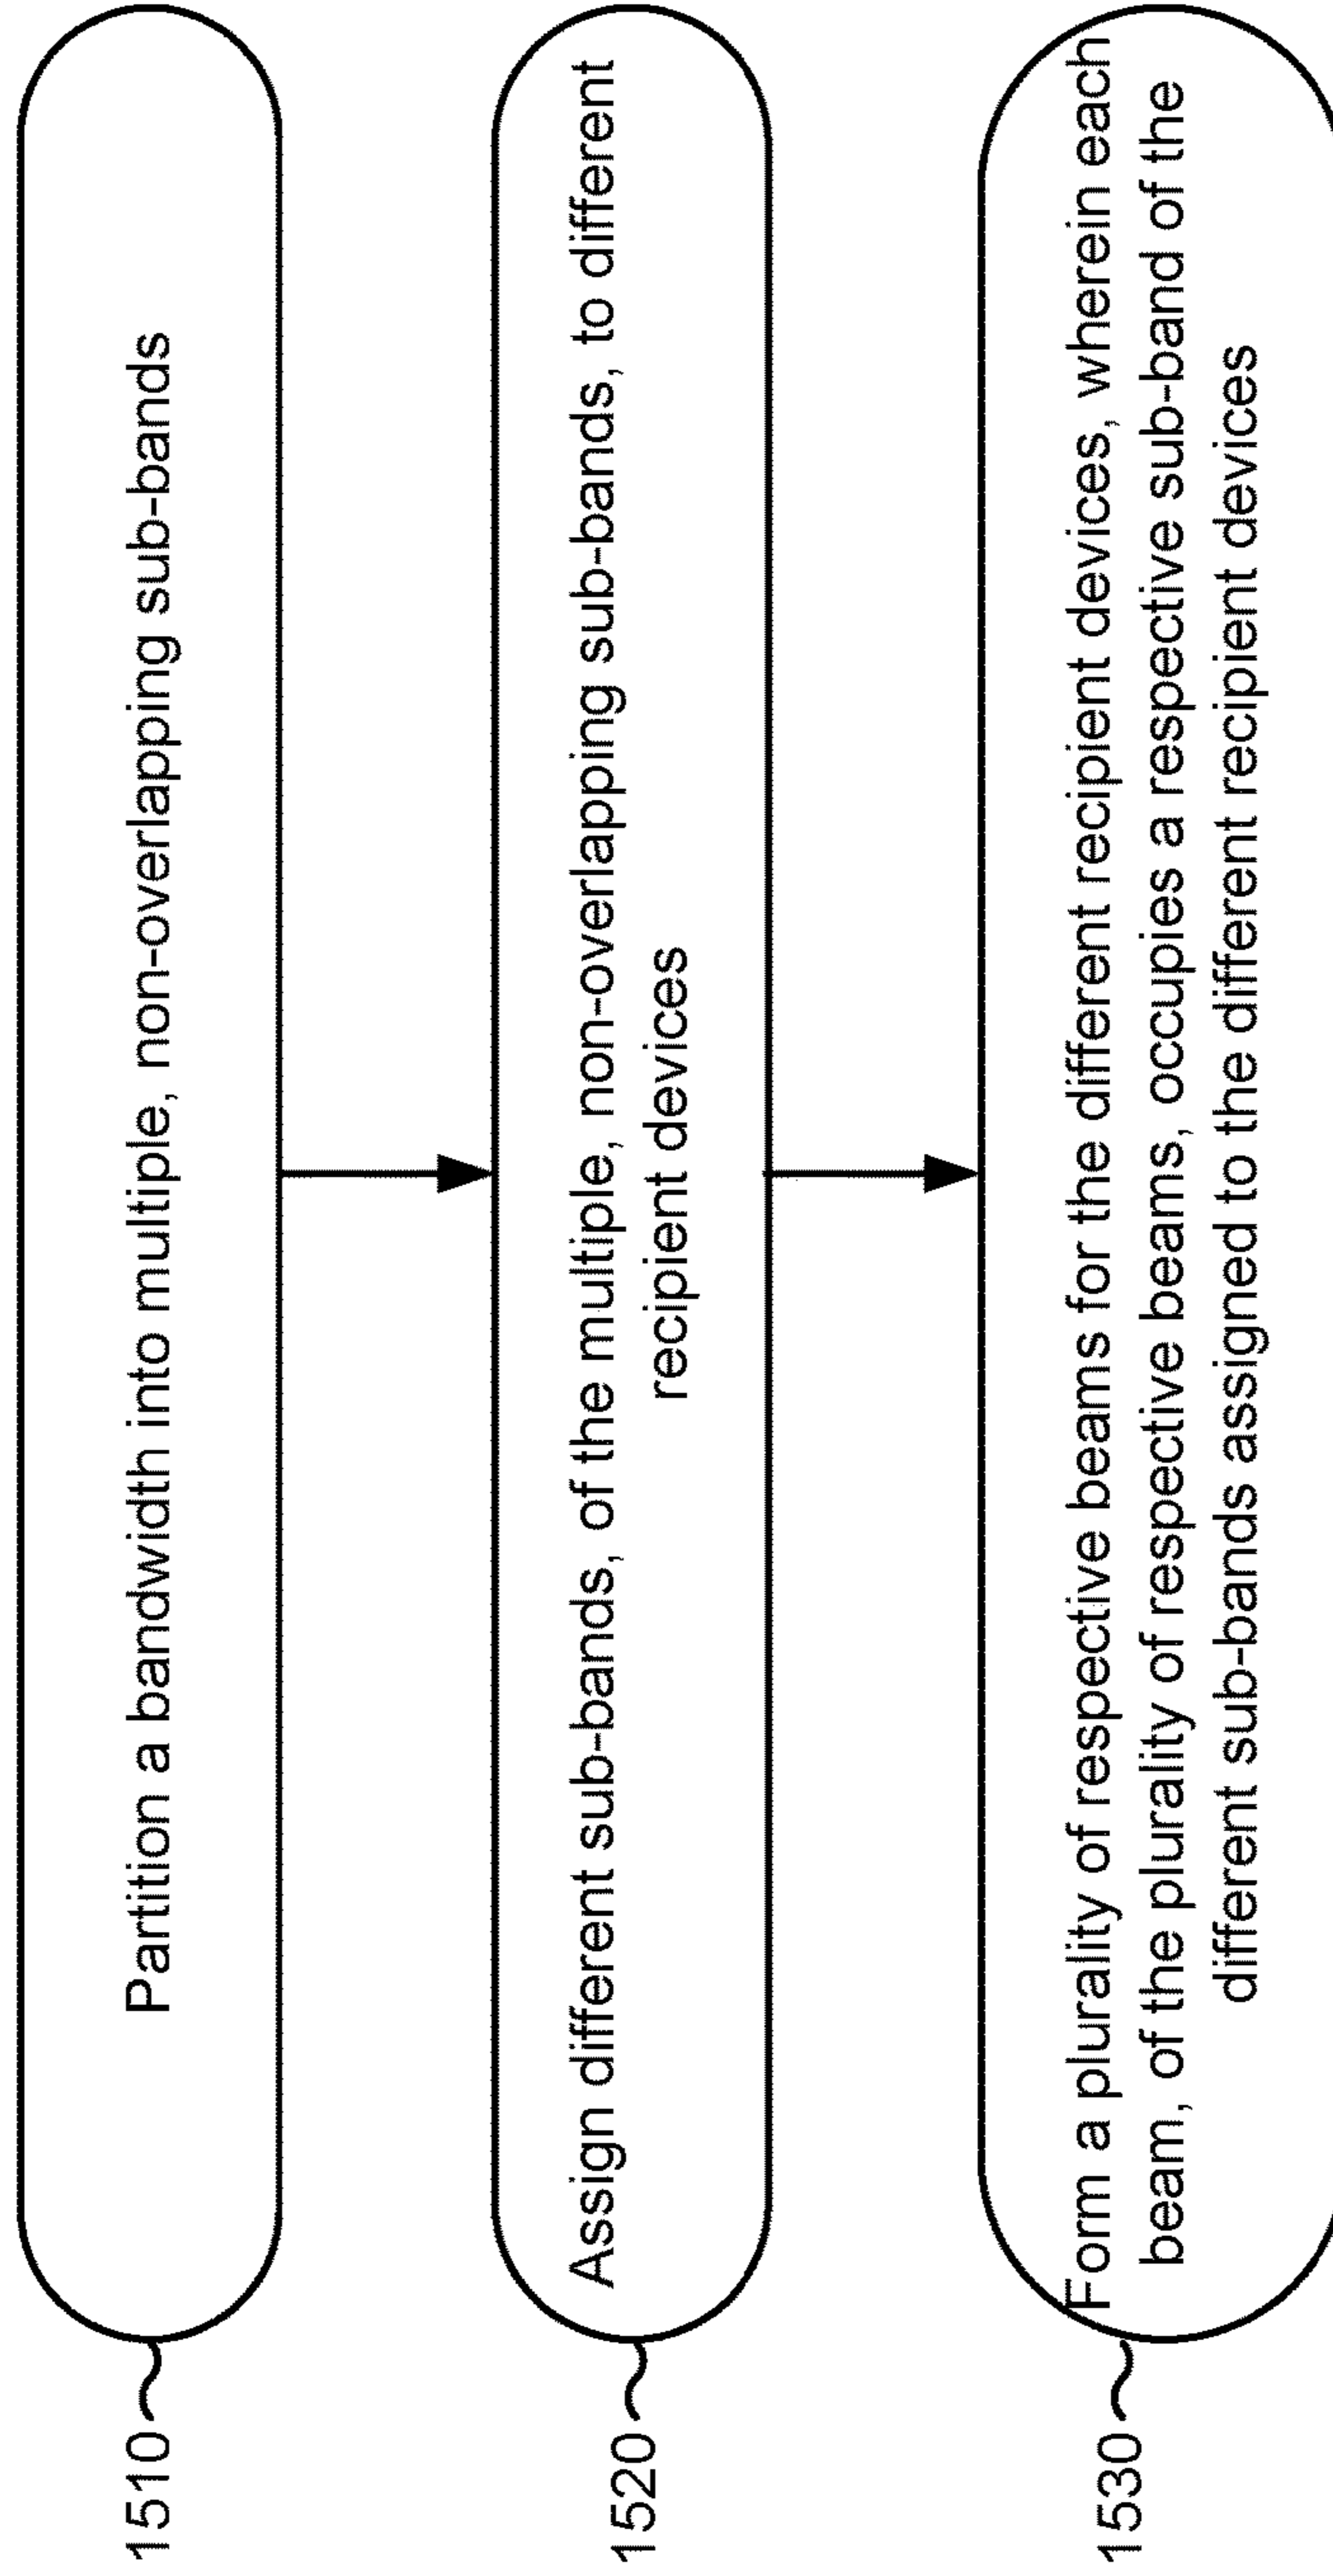 1510
Partition a bandwidth into multiple, non-overlapping sub-bands
1520
Assign different sub-bands, of the multiple, non-overlapping sub-bands, to different
recipient devices
1530
Form a plurality of respective beams for the different recipient devices, wherein each
beam, of the plurality of respective beams, occupies a respective sub-band of the
different sub-bands assigned to the different recipient devices